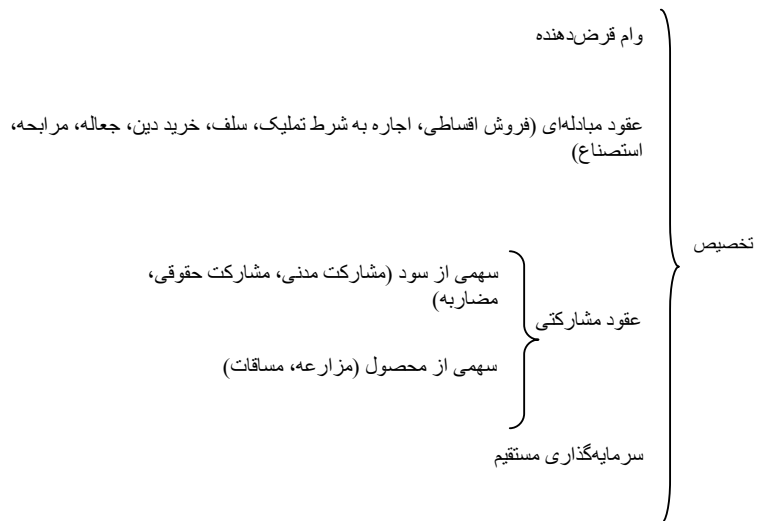 وام قرض‌دهنده
عقود مبادله‌ای (فروش اقساطی، اجاره به شرط تملیک، سلف، خرید دین، جعاله، مرابحه،
استصناع)
تخصیص
سهمی از سود (مشارکت مدنی، مشارکت حقوقی،
مضاربه)
عقود مشارکتی
سهمی از محصول (مزارعه، مساقات)
سرمایه‌گذاری مستقیم